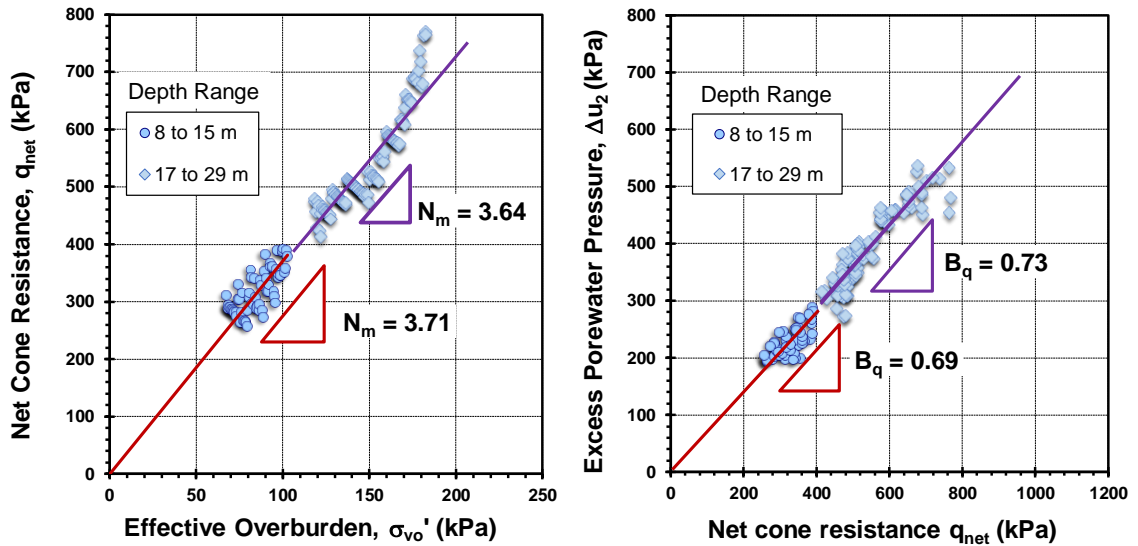 Net Cone Resistance, qnet (kPa)
800
700
600
500
400
300
200
100
0
Depth Range
8 to 15 m
17 to 29 m
Nm = 3.64
Nm = 3.71
0 50 100 150 200 250
Effective Overburden, σvo' (kPa)
Excess Porewater Pressure, Δu2 (kPa)
800
700
600
500
400
300
200
100
0
Depth Range
8 to 15 m
17 to 29 m
Bq = 0.73
Bq = 0.69
0 200 400 600 800 1000 1200
Net cone resistance qnet (kPa)